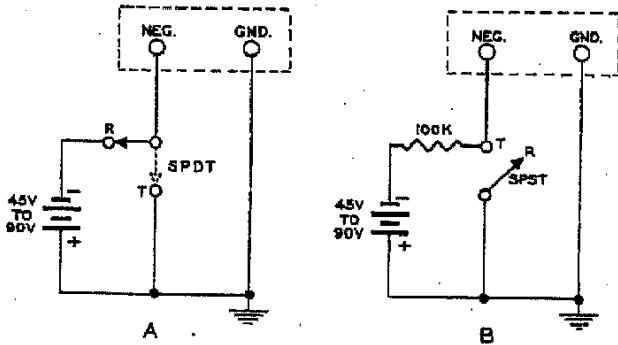 NEG. GND.
R
SPDT
T
45V
TO
90V
-
+
A
NEG. GND.
100K
T
R
SPST
45V
TO
90V
-
+
B